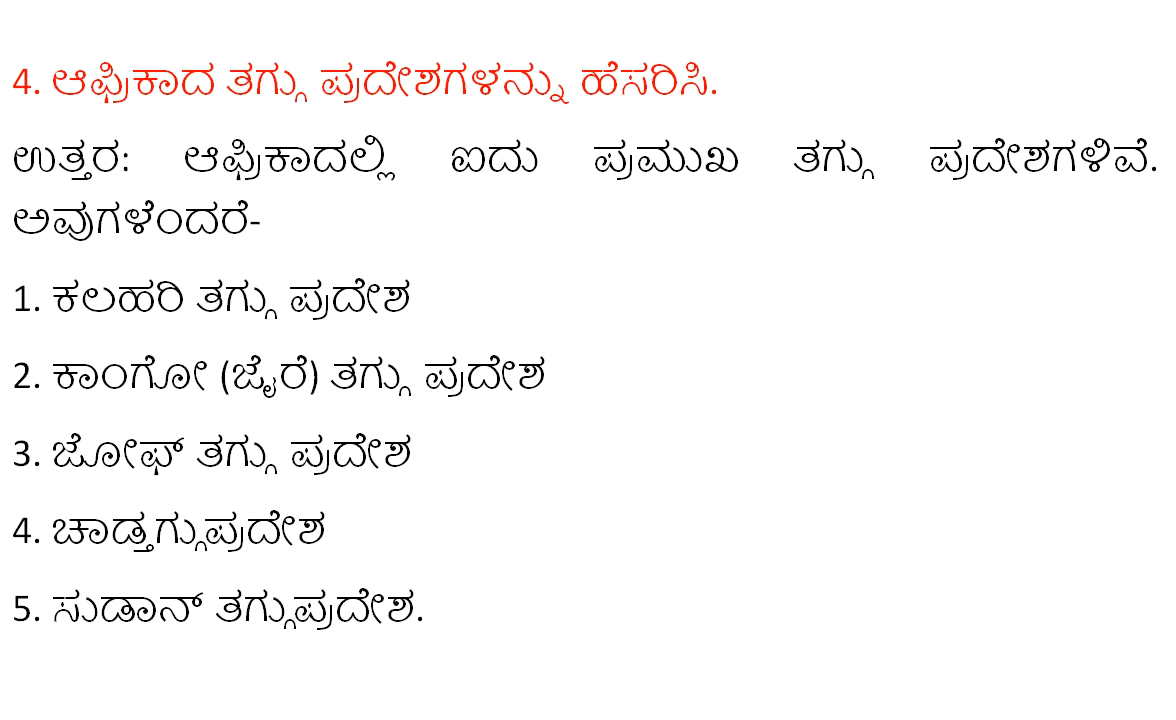 4. ಆಫ್ರಿಕಾದ ತಗ್ಗು ಪ್ರದೇಶಗಳನ್ನು ಹೆಸರಿಸಿ.
ಉತ್ತರ: ಆಫ್ರಿಕಾದಲ್ಲಿ ಐದು ಪ್ರಮುಖ ತಗ್ಗು ಪ್ರದೇಶಗಳಿವೆ.
ಅವುಗಳೆಂದರೆ-
1. ಕಲಹರಿ ತಗ್ಗು ಪ್ರದೇಶ
2. ಕಾಂಗೋ (ಜೈರೆ) ತಗ್ಗು ಪ್ರದೇಶ
3. ಜೋಫ್ ತಗ್ಗು ಪ್ರದೇಶ
4. ಚಾಡ್ತಗ್ಗುಪ್ರದೇಶ
5. ಸುಡಾನ್ ತಗ್ಗುಪ್ರದೇಶ.